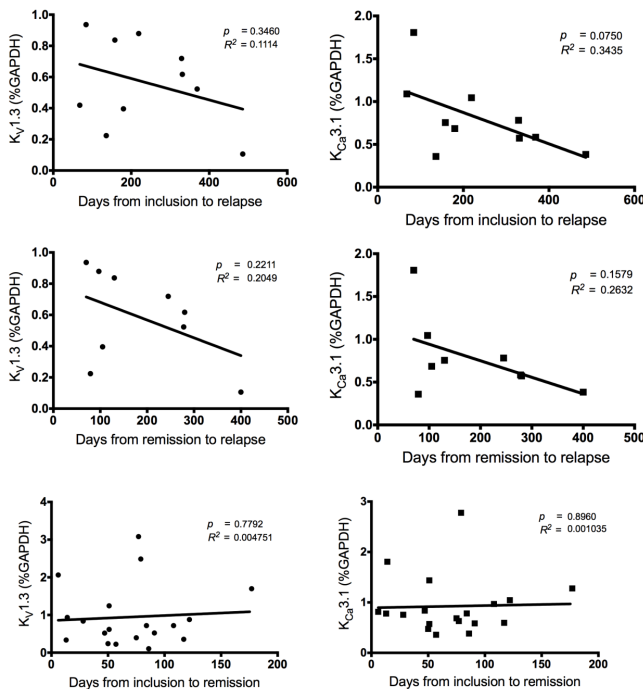 K_V1.3 (%GAPDH)
1.0
0.8
0.6
0.4
0.2
0.0
p = 0.3460
R² = 0.1114
0 200 400 600
Days from inclusion to relapse
K_Ca3.1 (%GAPDH)
2.0
1.5
1.0
0.5
0.0
p = 0.0750
R² = 0.3435
0 200 400 600
Days from inclusion to relapse
K_V1.3 (%GAPDH)
1.0
0.8
0.6
0.4
0.2
0.0
p = 0.2211
R² = 0.2049
0 100 200 300 400 500
Days from remission to relapse
K_Ca3.1 (%GAPDH)
2.0
1.5
1.0
0.5
0.0
p = 0.1579
R² = 0.2632
0 100 200 300 400 500
Days from remission to relapse
K_V1.3 (%GAPDH)
4
3
2
1
0
p = 0.7792
R² = 0.004751
0 50 100 150 200
Days from inclusion to remission
K_Ca3.1 (%GAPDH)
3
2
1
0
p = 0.8960
R² = 0.001035
0 50 100 150 200
Days from inclusion to remission